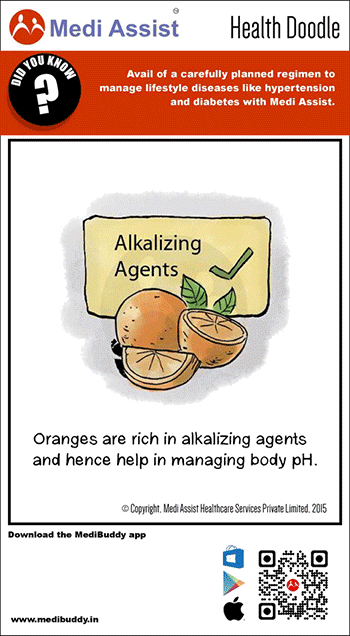 Medi Assist
Health Doodle
DID YOU KNOW
?
Avail of a carefully planned regimen to
manage lifestyle diseases like hypertension
and diabetes with Medi Assist.
Alkalizing
Agents
Oranges are rich in alkalizing agents
and hence help in managing body pH.
© Copyright, Medi Assist Healthcare Services Private Limited, 2015
Download the MediBuddy app
www.medibuddy.in